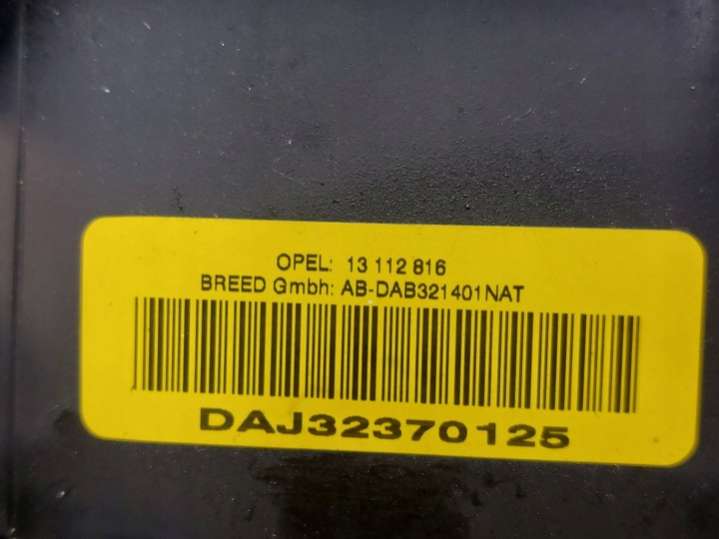 OPEL: 13 112 816
BREED Gmbh: AB-DAB321401NAT
DAJ32370125